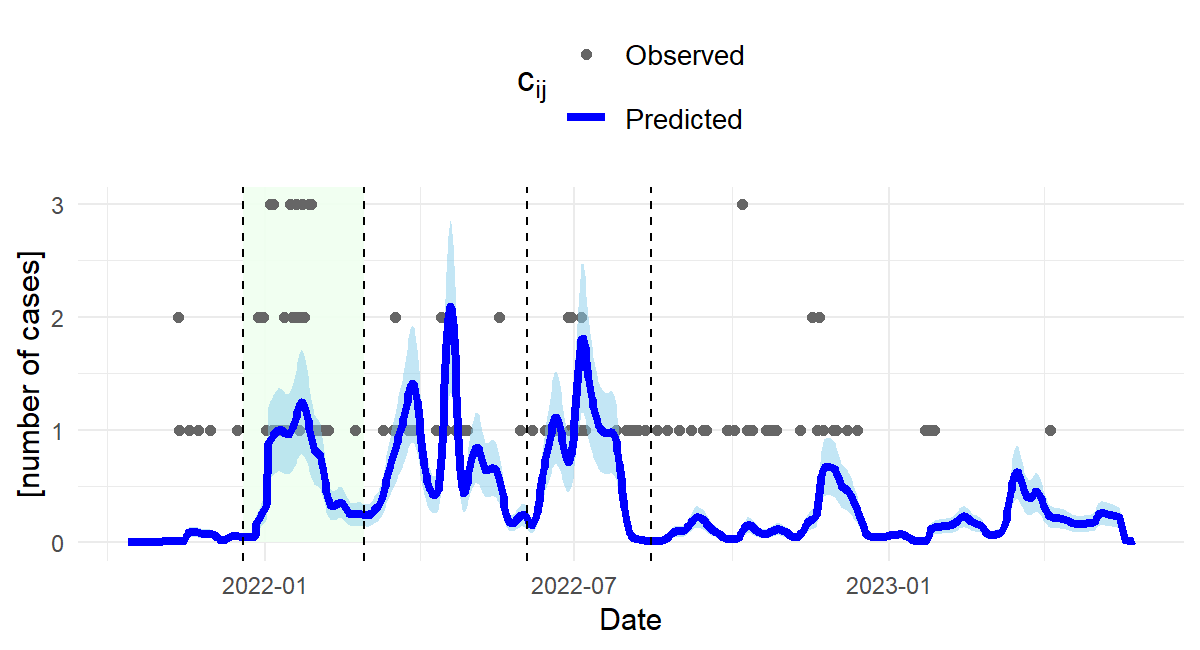 c_ij
Observed
Predicted
[number of cases]
3
2
1
0
2022-01
2022-07
2023-01
Date